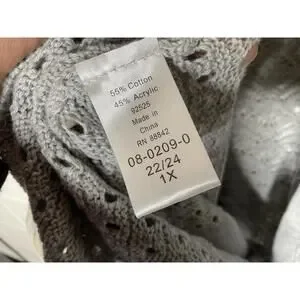 55% Cotton
45% Acrylic
92525
Made in
China
RN 88842
08-0209-0
22/24
1X